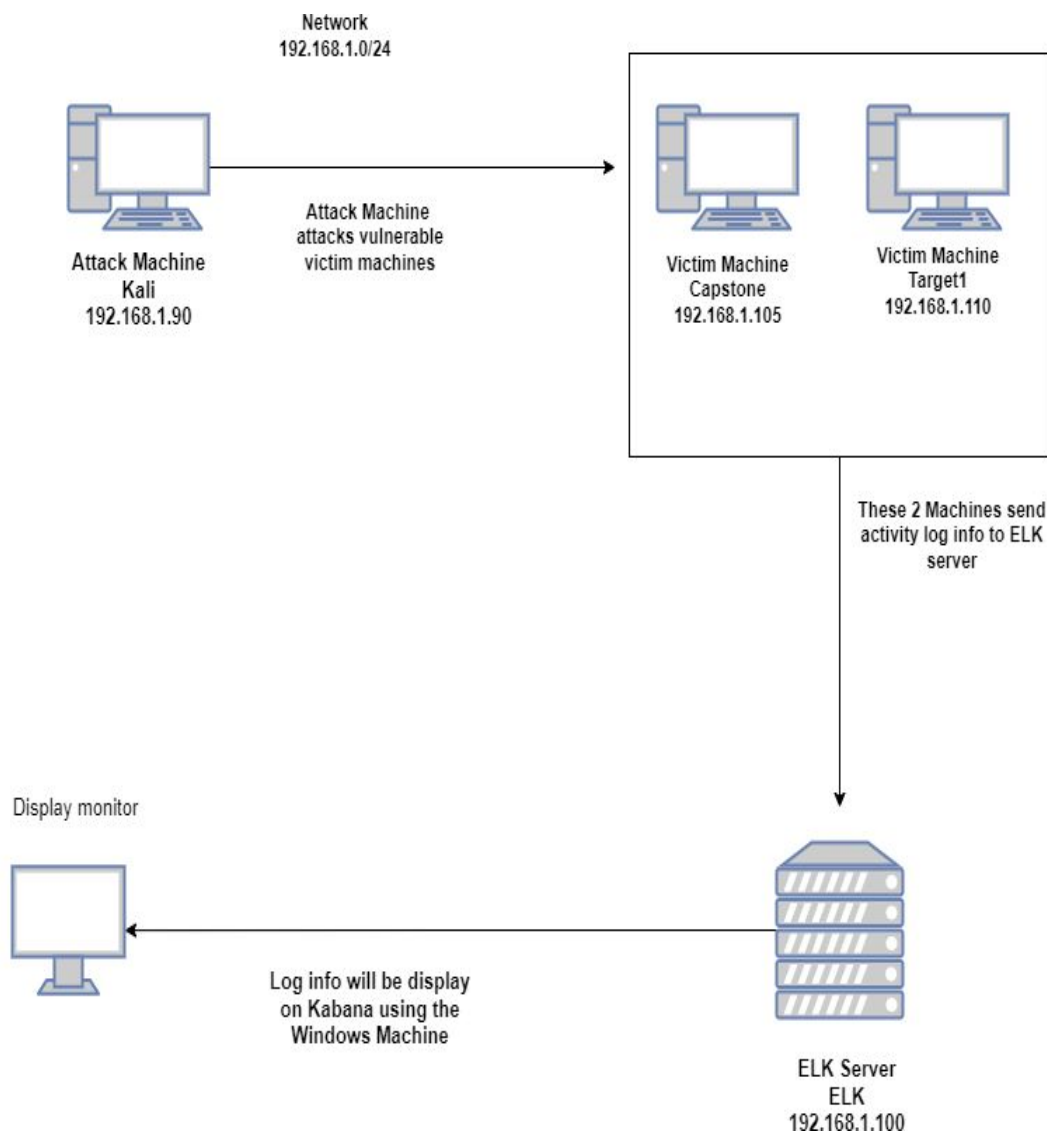 Network
192.168.1.0/24
Attack Machine
Kali
192.168.1.90
Attack Machine
attacks vulnerable
victim machines
Victim Machine
Capstone
192.168.1.105
Victim Machine
Target1
192.168.1.110
These 2 Machines send
activity log info to ELK
server
Display monitor
Log info will be display
on Kabana using the
Windows Machine
ELK Server
ELK
192.168.1.100